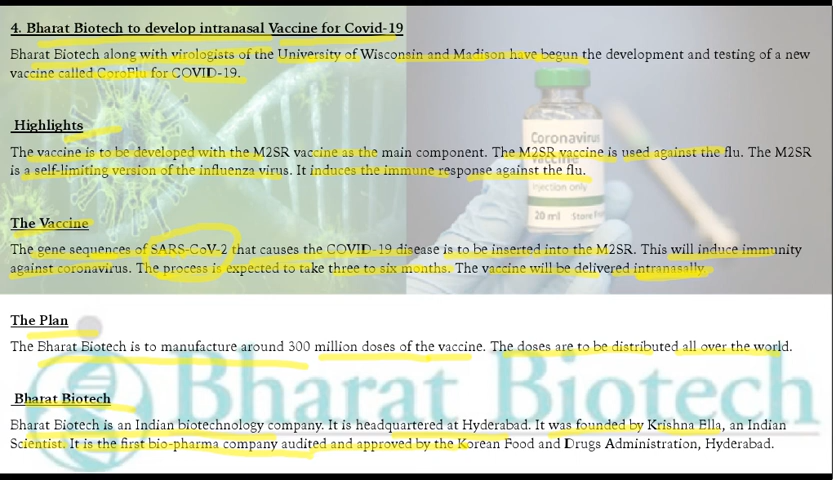 4. Bharat Biotech to develop intranasal Vaccine for Covid-19
Bharat Biotech along with virologists of the University of Wisconsin and Madison have begun the development and testing of a new
vaccine called CoroFlu for COVID-19.
Highlights
The vaccine is to be developed with the M2SR vaccine as the main component. The M2SR vaccine is used against the flu. The M2SR
is a self-limiting version of the influenza virus. It induces the immune response against the flu.
Coronavirus
Vaccine
Injection only
20 ml Store
The Vaccine
The gene sequences of SARS-CoV-2 that causes the COVID-19 disease is to be inserted into the M2SR. This will induce immunity
against coronavirus. The process is expected to take three to six months. The vaccine will be delivered intranasally.
The Plan
The Bharat Biotech is to manufacture around 300 million doses of the vaccine. The doses are to be distributed all over the world.
Bharat Biotech
Bharat Biotech
Bharat Biotech is an Indian biotechnology company. It is headquartered at Hyderabad. It was founded by Krishna Ella, an Indian
Scientist. It is the first bio-pharma company audited and approved by the Korean Food and Drugs Administration, Hyderabad.